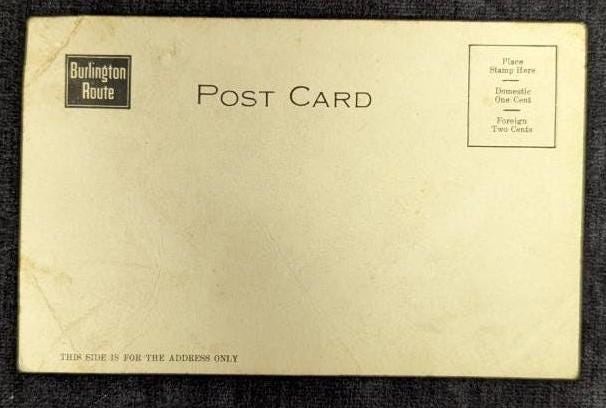 Burlington
Route
POST CARD
Place
Stamp Here
Domestic
One Cent
Foreign
Two Cents
THIS SIDE IS FOR THE ADDRESS ONLY